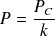 P = P_C / k